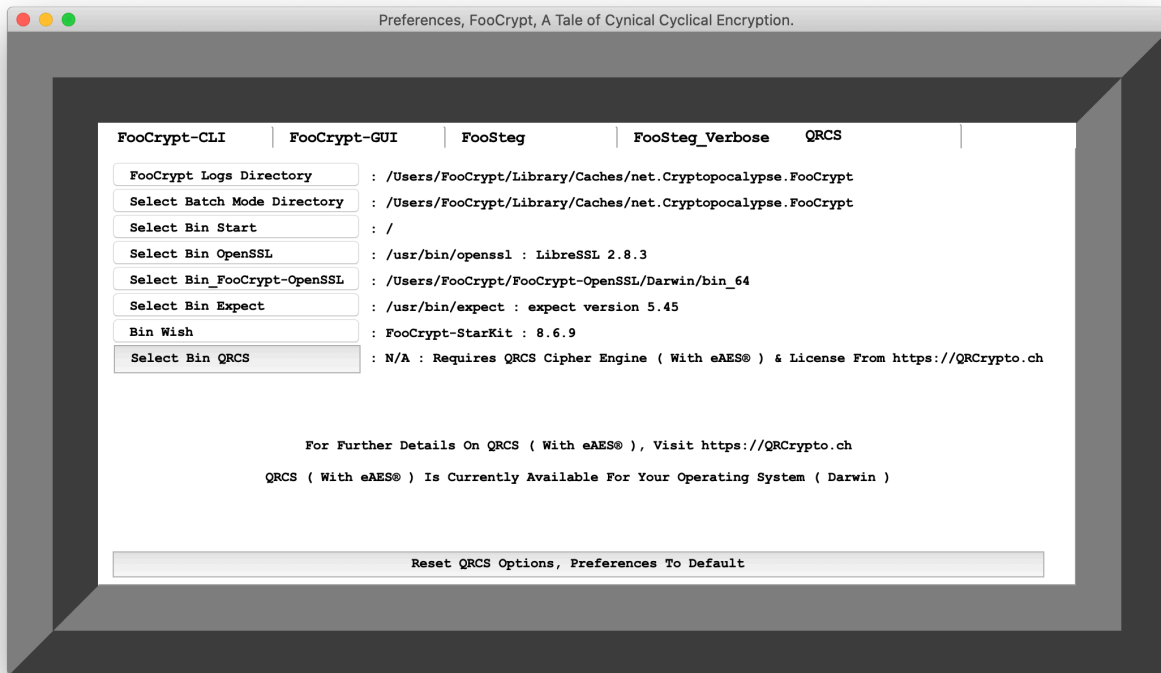 Preferences, FooCrypt, A Tale of Cynical Cyclical Encryption.
FooCrypt-CLI FooCrypt-GUI FooSteg FooSteg_Verbose QRCS
FooCrypt Logs Directory : /Users/FooCrypt/Library/Caches/net.Cryptopocalypse.FooCrypt
Select Batch Mode Directory : /Users/FooCrypt/Library/Caches/net.Cryptopocalypse.FooCrypt
Select Bin Start : /
Select Bin OpenSSL : /usr/bin/openssl : LibreSSL 2.8.3
Select Bin_FooCrypt-OpenSSL : /Users/FooCrypt/FooCrypt-OpenSSL/Darwin/bin_64
Select Bin Expect : /usr/bin/expect : expect version 5.45
Bin Wish : FooCrypt-StarKit : 8.6.9
Select Bin QRCS : N/A : Requires QRCS Cipher Engine ( With eAES® ) & License From https://QRCrypto.ch
For Further Details On QRCS ( With eAES® ), Visit https://QRCrypto.ch
QRCS ( With eAES® ) Is Currently Available For Your Operating System ( Darwin )
Reset QRCS Options, Preferences To Default